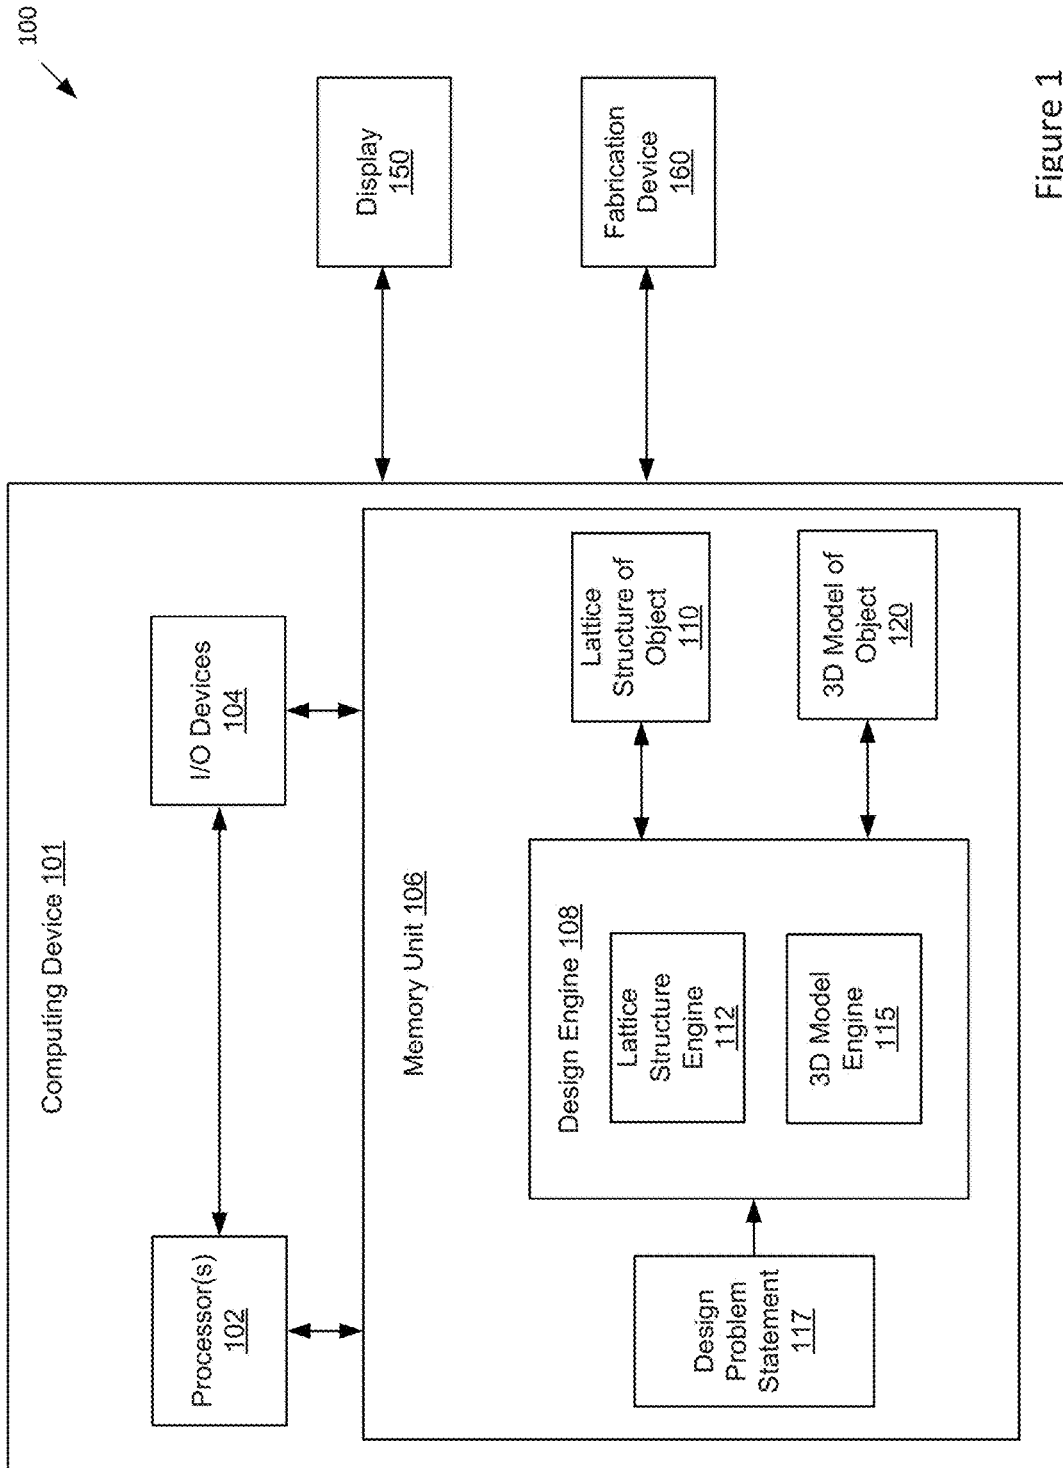 100
Computing Device 101
Processor(s)
102
I/O Devices
104
Display
150
Memory Unit 106
Design Engine 108
Lattice
Structure
Engine
112
Lattice
Structure of
Object
110
Fabrication
Device
160
Design
Problem
Statement
117
3D Model
Engine
115
3D Model of
Object
120
Figure 1